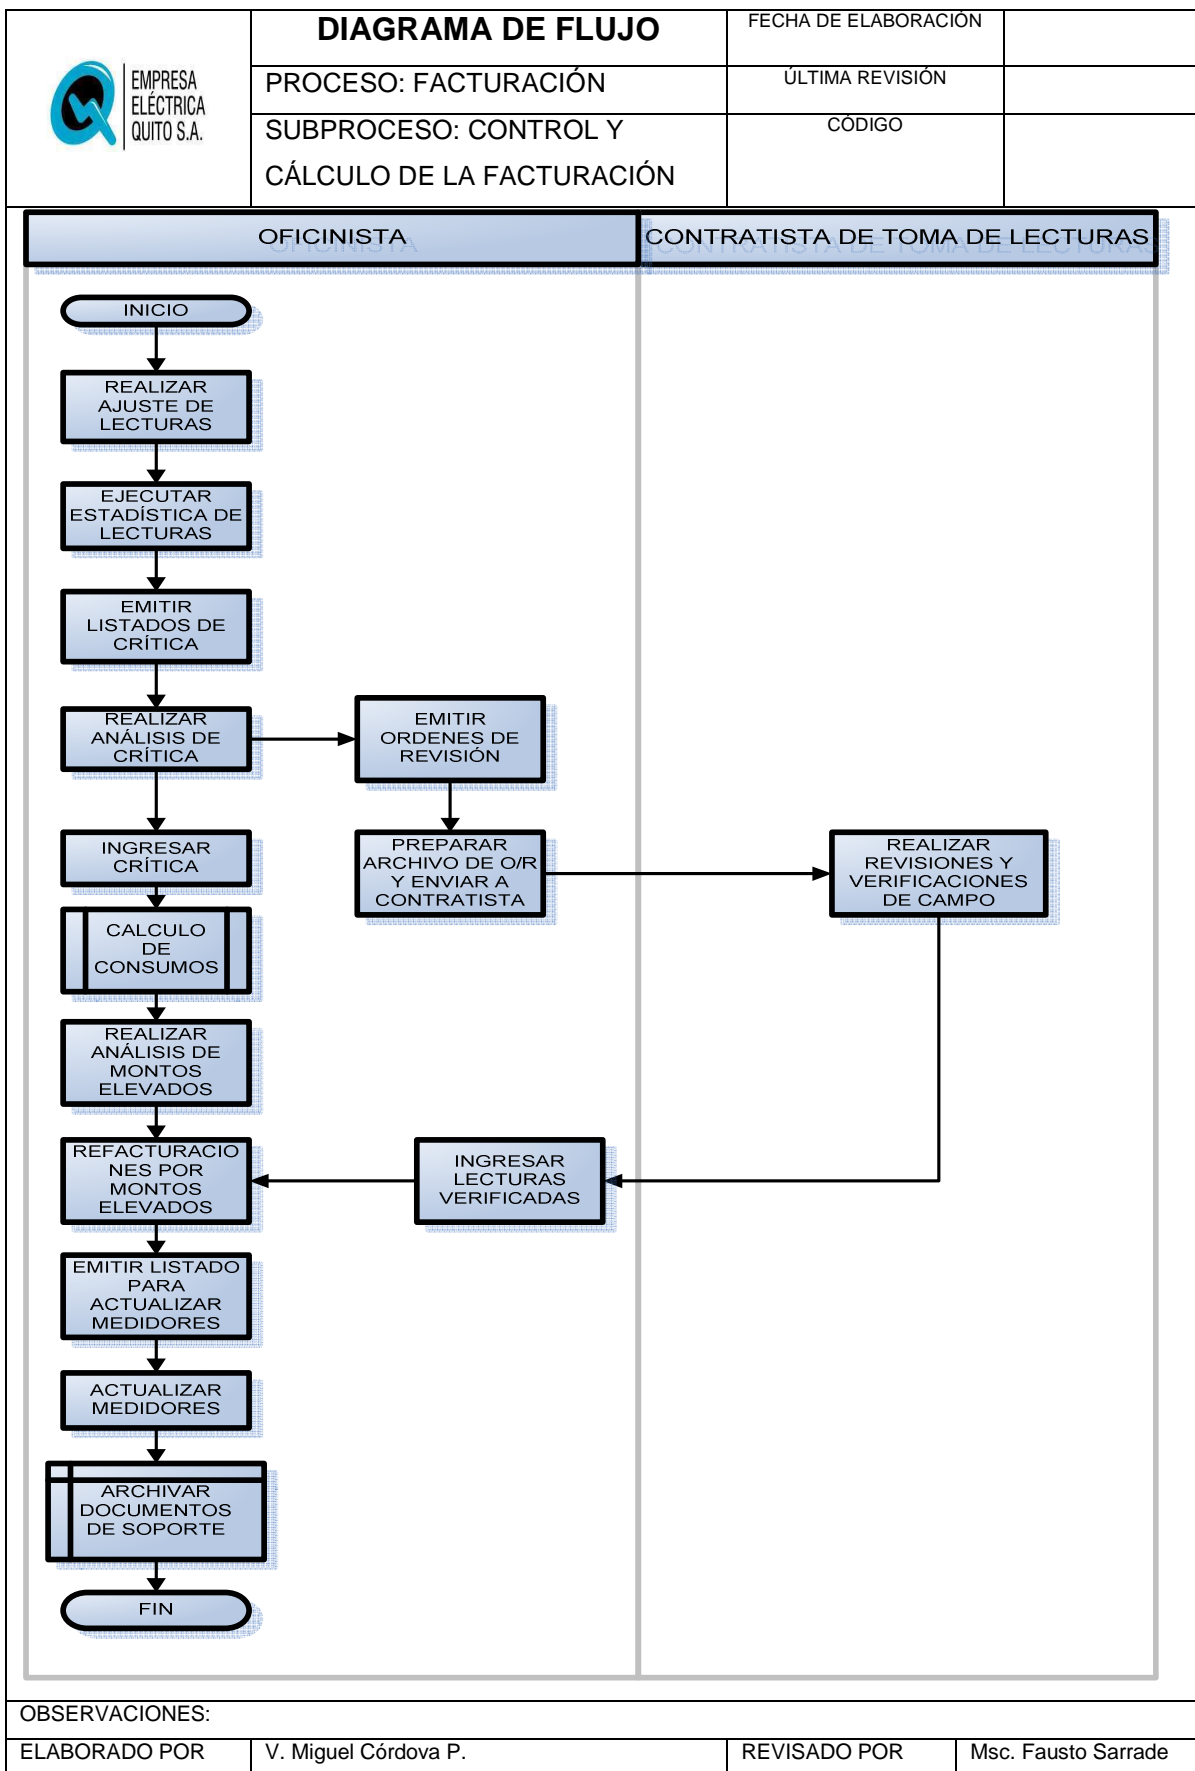 EMPRESA
ELÉCTRICA
QUITO S.A.
DIAGRAMA DE FLUJO
FECHA DE ELABORACIÓN
PROCESO: FACTURACIÓN
ÚLTIMA REVISIÓN
SUBPROCESO: CONTROL Y
CÁLCULO DE LA FACTURACIÓN
CÓDIGO
OFICINISTA
CONTRATISTA DE TOMA DE LECTURAS
INICIO
REALIZAR
AJUSTE DE
LECTURAS
EJECUTAR
ESTADÍSTICA DE
LECTURAS
EMITIR
LISTADOS DE
CRÍTICA
REALIZAR
ANÁLISIS DE
CRÍTICA
EMITIR
ORDENES DE
REVISIÓN
INGRESAR
CRÍTICA
PREPARAR
ARCHIVO DE O/R
Y ENVIAR A
CONTRATISTA
REALIZAR
REVISIONES Y
VERIFICACIONES
DE CAMPO
CALCULO
DE
CONSUMOS
REALIZAR
ANÁLISIS DE
MONTOS
ELEVADOS
REFACTURACIO
NES POR
MONTOS
ELEVADOS
INGRESAR
LECTURAS
VERIFICADAS
EMITIR LISTADO
PARA
ACTUALIZAR
MEDIDORES
ACTUALIZAR
MEDIDORES
ARCHIVAR
DOCUMENTOS
DE SOPORTE
FIN
OBSERVACIONES:
ELABORADO POR
V. Miguel Córdova P.
REVISADO POR
Msc. Fausto Sarrade